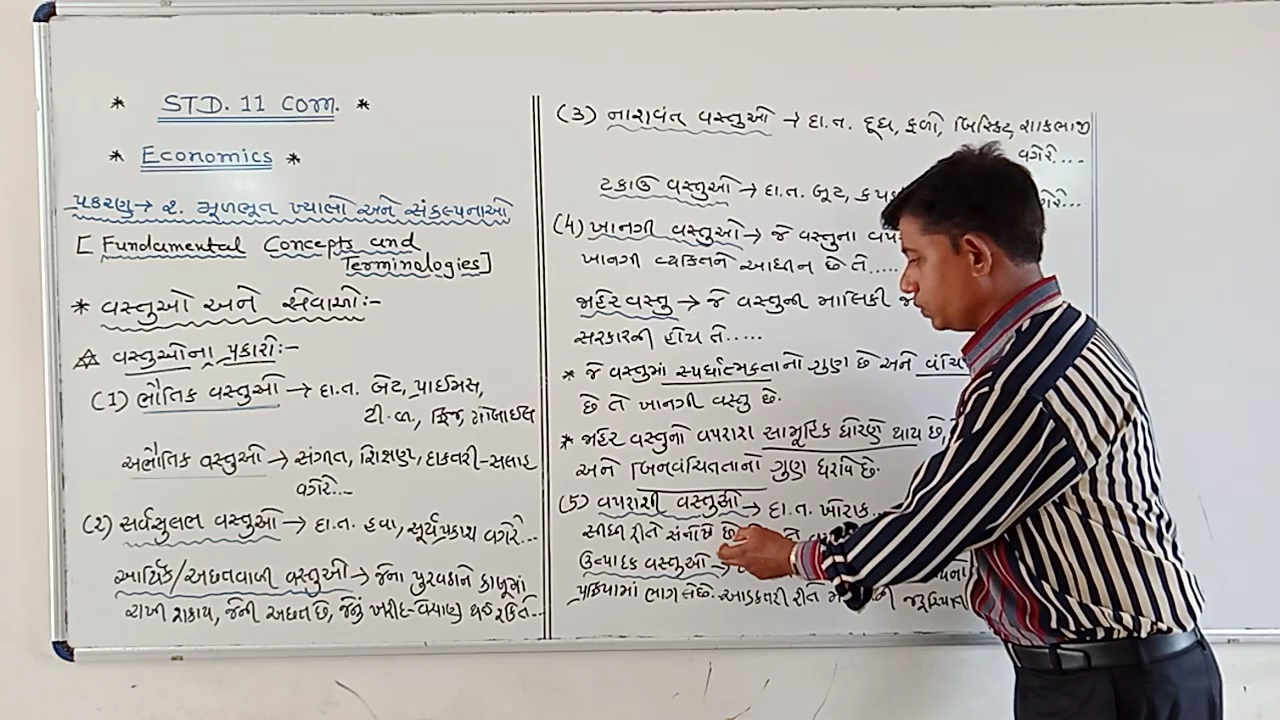 * STD. 11 Com. *
* Economics *
પ્રકરણ → ૨. મૂળભૂત ખ્યાલો અને સંકલ્પનાઓ
[ Fundamental Concepts and
Terminologies]
* વસ્તુઓ અને સેવાઓ:-
વસ્તુઓના પ્રકારો:-
(1) ભૌતિક વસ્તુઓ → દા.ત. બેટ, પ્રાઈમસ,
ટી.વી, ફ્રિજ, મોબાઈલ
અભૌતિક વસ્તુઓ → સંગીત, શિક્ષણ, દાકતરી-સલાહ
વગેરે...
(૨) સર્વસુલભ વસ્તુઓ → દા.ત. હવા, સૂર્યપ્રકાશ વગેરે...
આર્થિક/અછતવાળી વસ્તુઓ → જેના પુરવઠાને કાબૂમાં
રાખી શકાય, જેની અછત છે, જેનું ખરીદ-વેચાણ થઈ શકે તે...
(3) નાશવંત વસ્તુઓ → દા.ત. દૂધ, ફળો, બિસ્કિટ, શાકભાજી
વગેરે....
ટકાઉ વસ્તુઓ → દા.ત. બૂટ,
(4) ખાનગી વસ્તુઓ → જે વસ્તુના
ખાનગી વ્યકિતને આધીન છે તે.....
જાહેર વસ્તુ → જે વસ્તુની માલિકી
સરકારની હોય તે.....
* જે વસ્તુમાં સ્પર્ધાત્મકતાનો ગુણ છે અને
છે તે ખાનગી વસ્તુ છે.
* જાહેર વસ્તુનો વપરાશ સામૂહિક ધોરણે થાય છે,
અને બિનવંચિતતાનો ગુણ ધરાવે છે.
(5) વપરાશી વસ્તુઓ → દા.ત. ખોરાક...
સીધી રીતે સંતોષે છે
ઉત્પાદક વસ્તુઓ →
પ્રક્રિયામાં ભાગ લે છે. આડકતરી રીતે